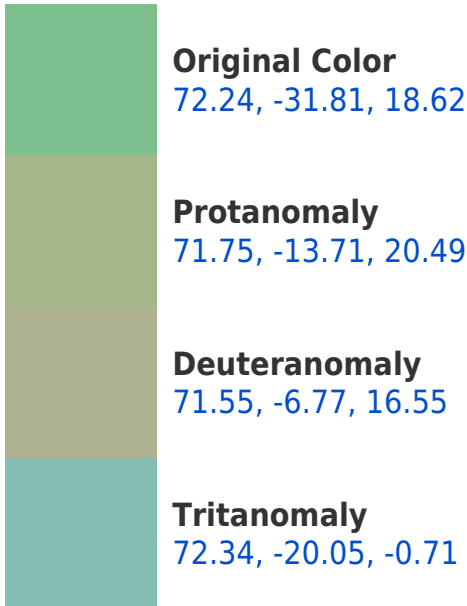 Original Color
72.24, -31.81, 18.62
Protanomaly
71.75, -13.71, 20.49
Deuteranomaly
71.55, -6.77, 16.55
Tritanomaly
72.34, -20.05, -0.71